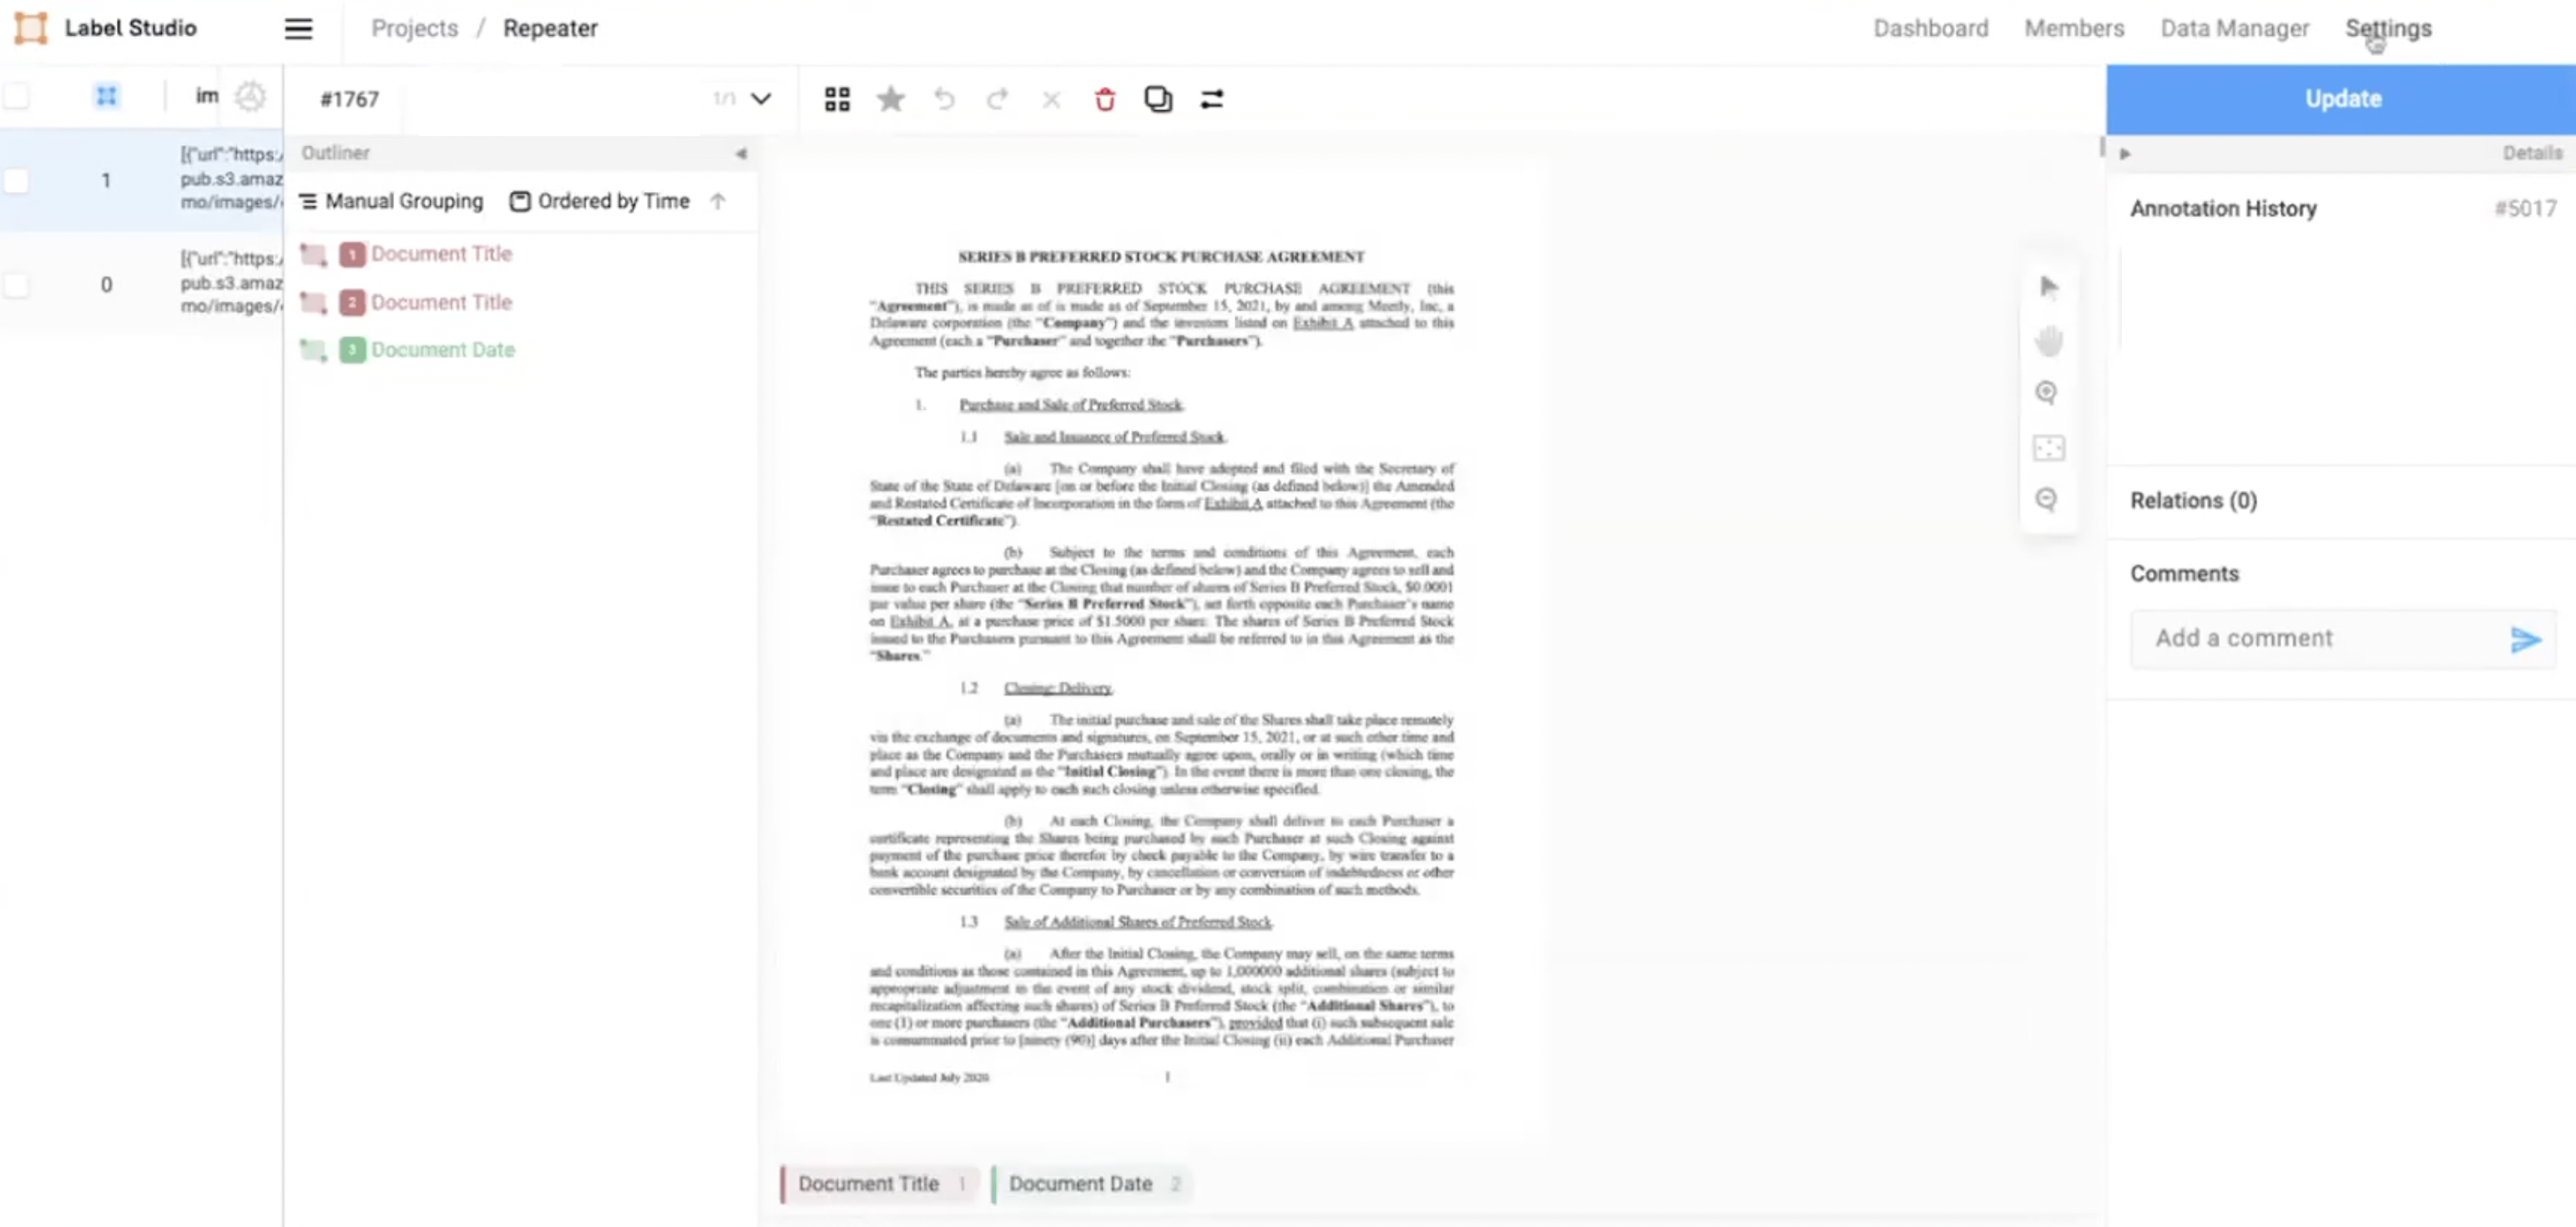 Label Studio
Projects / Repeater
Dashboard
Members
Data Manager
Settings
im
#1767
1/1
Update
1
[{"url":"https:/
pub.s3.amaz
mo/images/
0
[{"url":"https:/
pub.s3.amaz
mo/images/
Outliner
Manual Grouping
Ordered by Time
1 Document Title
2 Document Title
3 Document Date
SERIES B PREFERRED STOCK PURCHASE AGREEMENT
THIS SERIES B PREFERRED STOCK PURCHASE AGREEMENT (this
"Agreement"), is made as of is made as of September 15, 2021, by and among Meetly, Inc, a
Delaware corporation (the "Company") and the investors listed on Exhibit A attached to this
Agreement (each a "Purchaser" and together the "Purchasers").
The parties hereby agree as follows:
1. Purchase and Sale of Preferred Stock.
1.1 Sale and Issuance of Preferred Stock.
(a) The Company shall have adopted and filed with the Secretary of
State of the State of Delaware [on or before the Initial Closing (as defined below)] the Amended
and Restated Certificate of Incorporation in the form of Exhibit A attached to this Agreement (the
"Restated Certificate").
(b) Subject to the terms and conditions of this Agreement, each
Purchaser agrees to purchase at the Closing (as defined below) and the Company agrees to sell and
issue to each Purchaser at the Closing that number of shares of Series B Preferred Stock, $0.0001
par value per share (the "Series B Preferred Stock"), set forth opposite each Purchaser's name
on Exhibit A, at a purchase price of $1.5000 per share. The shares of Series B Preferred Stock
issued to the Purchasers pursuant to this Agreement shall be referred to in this Agreement as the
"Shares."
1.2 Closing; Delivery.
(a) The initial purchase and sale of the Shares shall take place remotely
via the exchange of documents and signatures, on September 15, 2021, or at such other time and
place as the Company and the Purchasers mutually agree upon, orally or in writing (which time
and place are designated as the "Initial Closing"). In the event there is more than one closing, the
term "Closing" shall apply to each such closing unless otherwise specified.
(b) At each Closing, the Company shall deliver to each Purchaser a
certificate representing the Shares being purchased by such Purchaser at such Closing against
payment of the purchase price therefor by check payable to the Company, by wire transfer to a
bank account designated by the Company, by cancellation or conversion of indebtedness or other
convertible securities of the Company to Purchaser or by any combination of such methods.
1.3 Sale of Additional Shares of Preferred Stock.
(a) After the Initial Closing, the Company may sell, on the same terms
and conditions as those contained in this Agreement, up to 1,000000 additional shares (subject to
appropriate adjustment in the event of any stock dividend, stock split, combination or similar
recapitalization affecting such shares) of Series B Preferred Stock (the "Additional Shares"), to
one (1) or more purchasers (the "Additional Purchasers"), provided that (i) such subsequent sale
is consummated prior to [ninety (90)] days after the Initial Closing (ii) each Additional Purchaser
Last Updated July 2020
1
Document Title 1
Document Date 2
Details
Annotation History #5017
Relations (0)
Comments
Add a comment